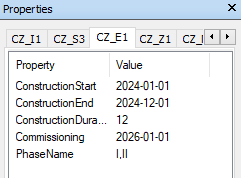 Properties
CZ_I1 CZ_S3 CZ_E1 CZ_Z1 CZ_
Property Value
ConstructionStart 2024-01-01
ConstructionEnd 2024-12-01
ConstructionDura... 12
Commissioning 2026-01-01
PhaseName I,II